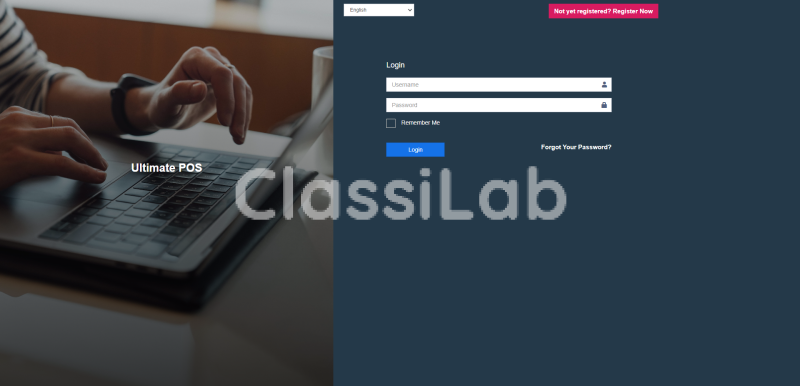 English
Not yet registered? Register Now
Login
Username
Password
Remember Me
Login
Forgot Your Password?
Ultimate POS
ClassiLab